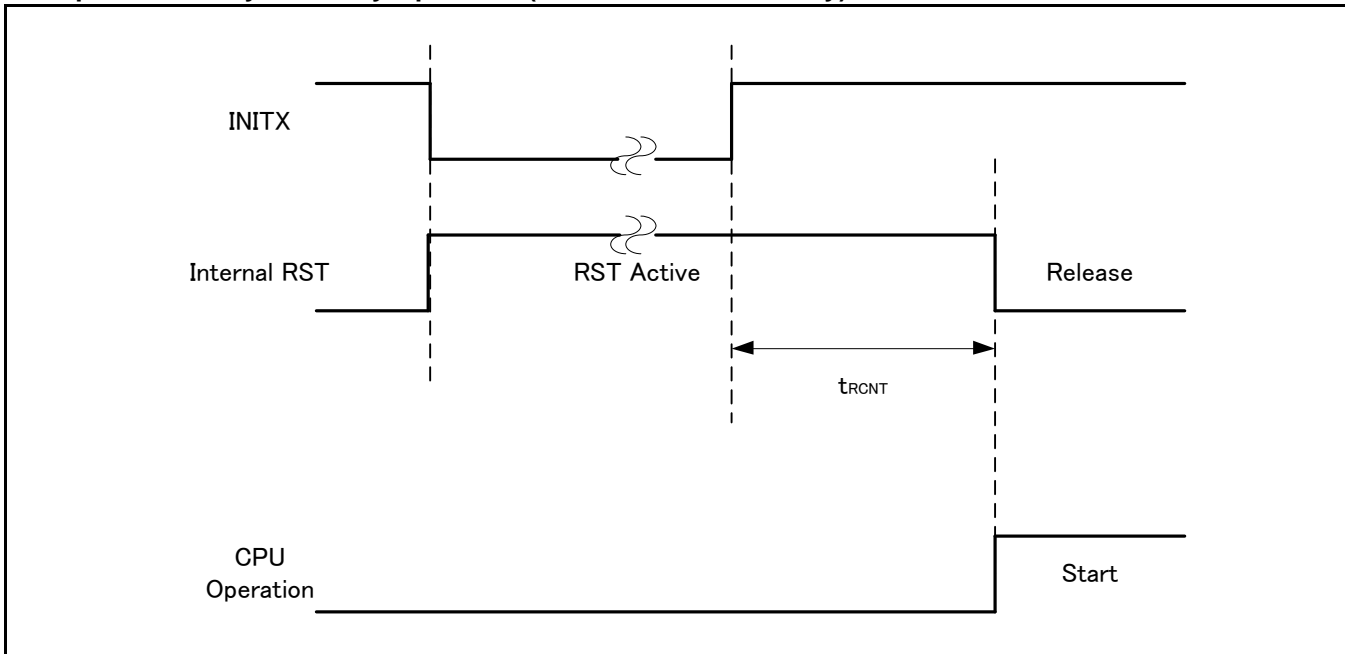 INITX
Internal RST
RST Active
Release
tRCNT
CPU
Operation
Start